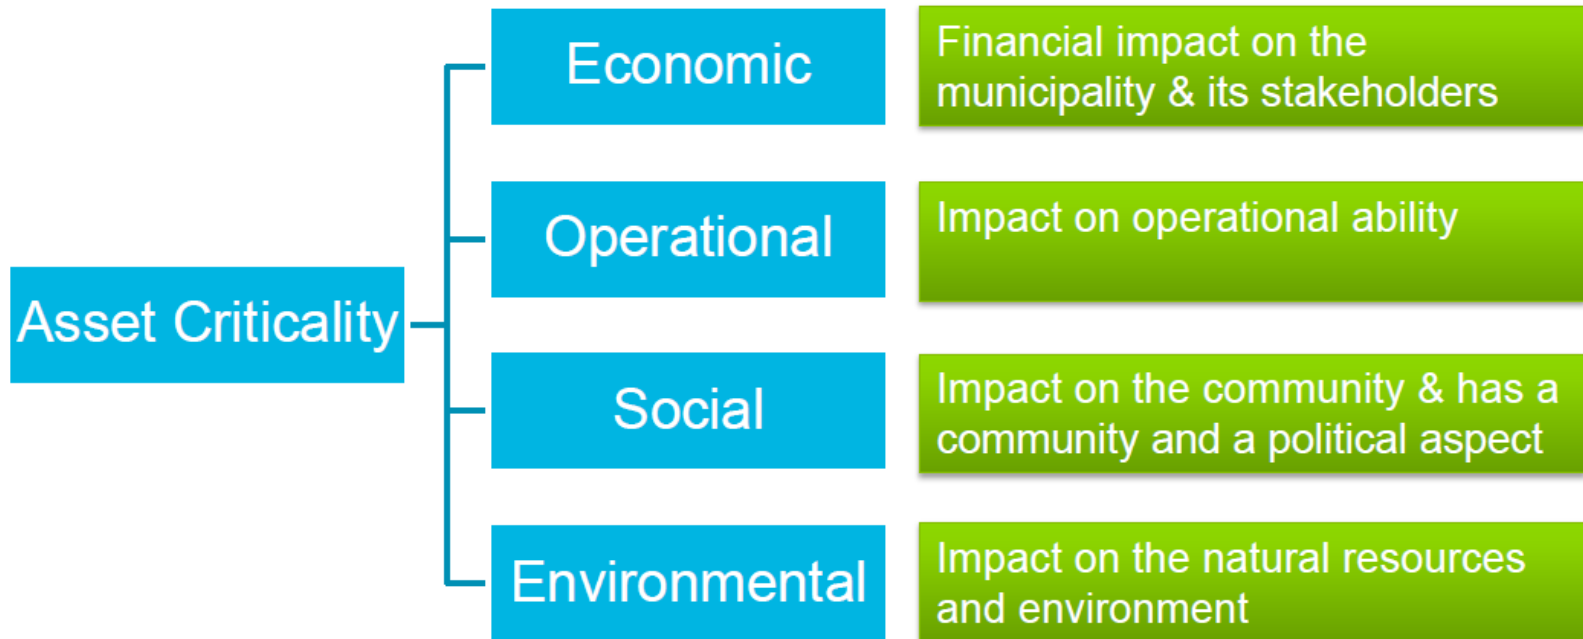 Economic
Financial impact on the
municipality & its stakeholders
Operational
Impact on operational ability
Asset Criticality
Social
Impact on the community & has a
community and a political aspect
Environmental
Impact on the natural resources
and environment